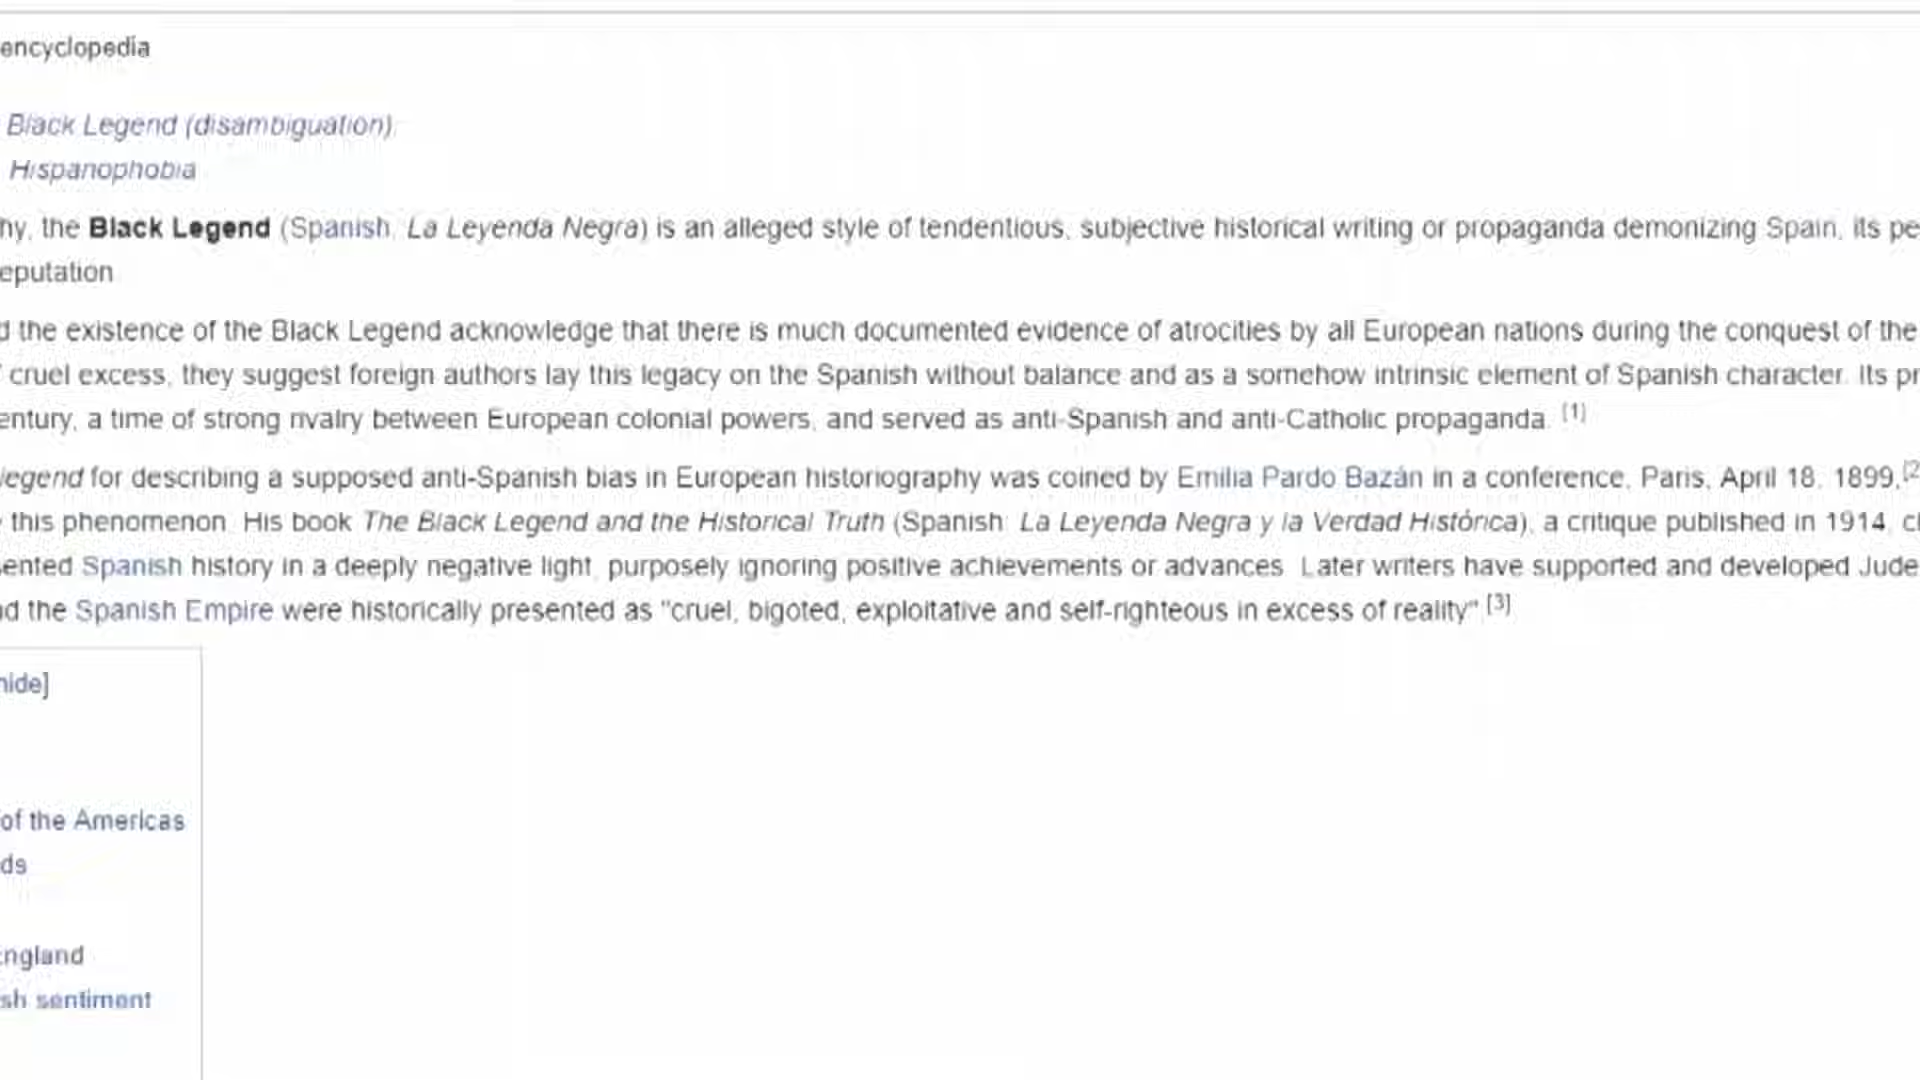 encyclopedia
Black Legend (disambiguation).
Hispanophobia
hy, the Black Legend (Spanish: La Leyenda Negra) is an alleged style of tendentious, subjective historical writing or propaganda demonizing Spain, its pe
eputation.
d the existence of the Black Legend acknowledge that there is much documented evidence of atrocities by all European nations during the conquest of the
cruel excess, they suggest foreign authors lay this legacy on the Spanish without balance and as a somehow intrinsic element of Spanish character. Its pr
entury, a time of strong rivalry between European colonial powers, and served as anti-Spanish and anti-Catholic propaganda. [1]
legend for describing a supposed anti-Spanish bias in European historiography was coined by Emilia Pardo Bazán in a conference, Paris, April 18, 1899,[2
this phenomenon. His book The Black Legend and the Historical Truth (Spanish: La Leyenda Negra y la Verdad Histórica), a critique published in 1914, cl
ented Spanish history in a deeply negative light, purposely ignoring positive achievements or advances. Later writers have supported and developed Jude
nd the Spanish Empire were historically presented as "cruel, bigoted, exploitative and self-righteous in excess of reality".[3]
hide]
of the Americas
ds
England
sh sentiment